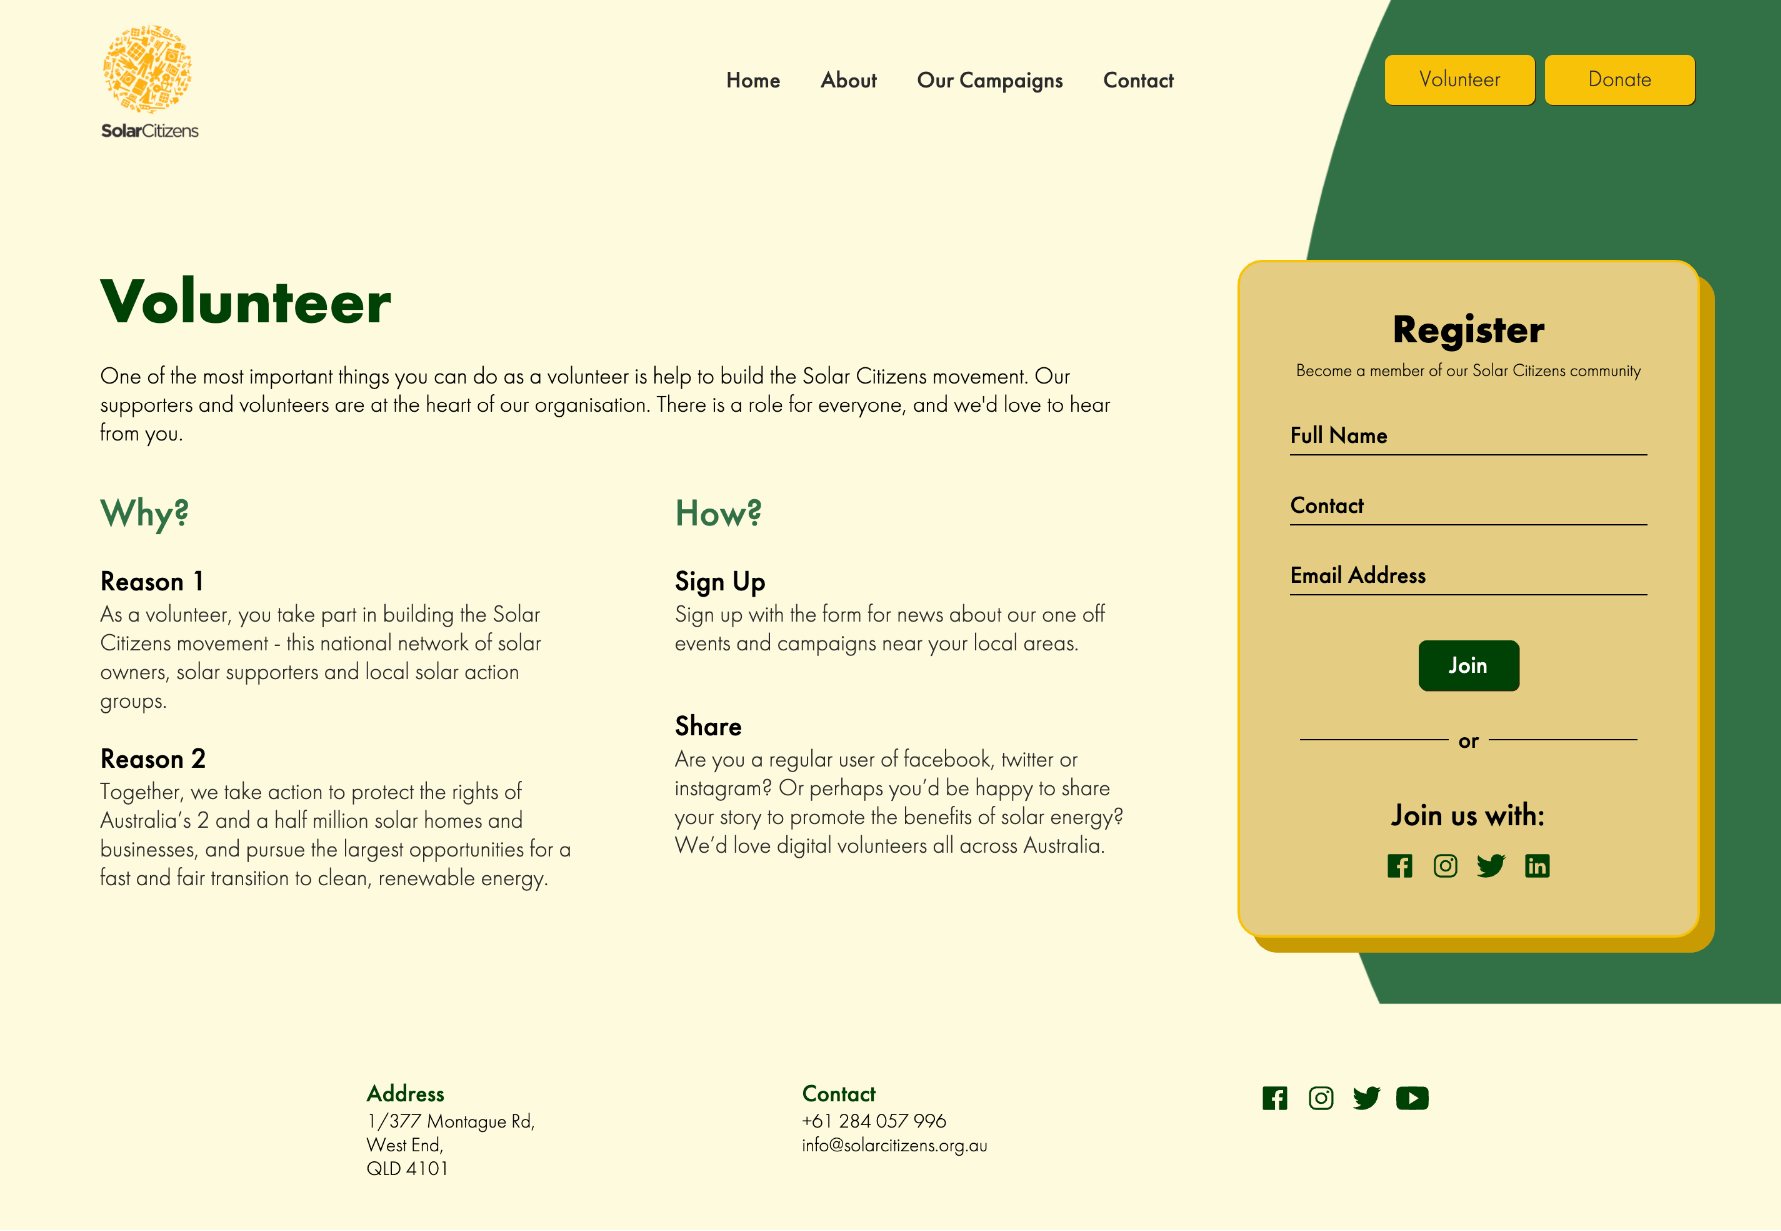 SolarCitizens
Home
About
Our Campaigns
Contact
Volunteer
Donate
Volunteer
One of the most important things you can do as a volunteer is help to build the Solar Citizens movement. Our
supporters and volunteers are at the heart of our organisation. There is a role for everyone, and we'd love to hear
from you.
Why?
Reason 1
As a volunteer, you take part in building the Solar
Citizens movement - this national network of solar
owners, solar supporters and local solar action
groups.
Reason 2
Together, we take action to protect the rights of
Australia’s 2 and a half million solar homes and
businesses, and pursue the largest opportunities for a
fast and fair transition to clean, renewable energy.
How?
Sign Up
Sign up with the form for news about our one off
events and campaigns near your local areas.
Share
Are you a regular user of facebook, twitter or
instagram? Or perhaps you’d be happy to share
your story to promote the benefits of solar energy?
We’d love digital volunteers all across Australia.
Register
Become a member of our Solar Citizens community
Full Name
Contact
Email Address
Join
or
Join us with:
Address
1/377 Montague Rd,
West End,
QLD 4101
Contact
+61 284 057 996
info@solarcitizens.org.au